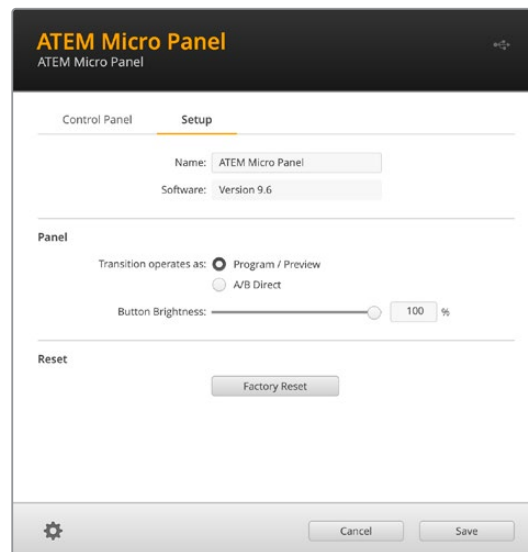 ATEM Micro Panel
ATEM Micro Panel
Control Panel Setup
Name: ATEM Micro Panel
Software: Version 9.6
Panel
Transition operates as: Program / Preview
A/B Direct
Button Brightness: 100 %
Reset
Factory Reset
Cancel Save